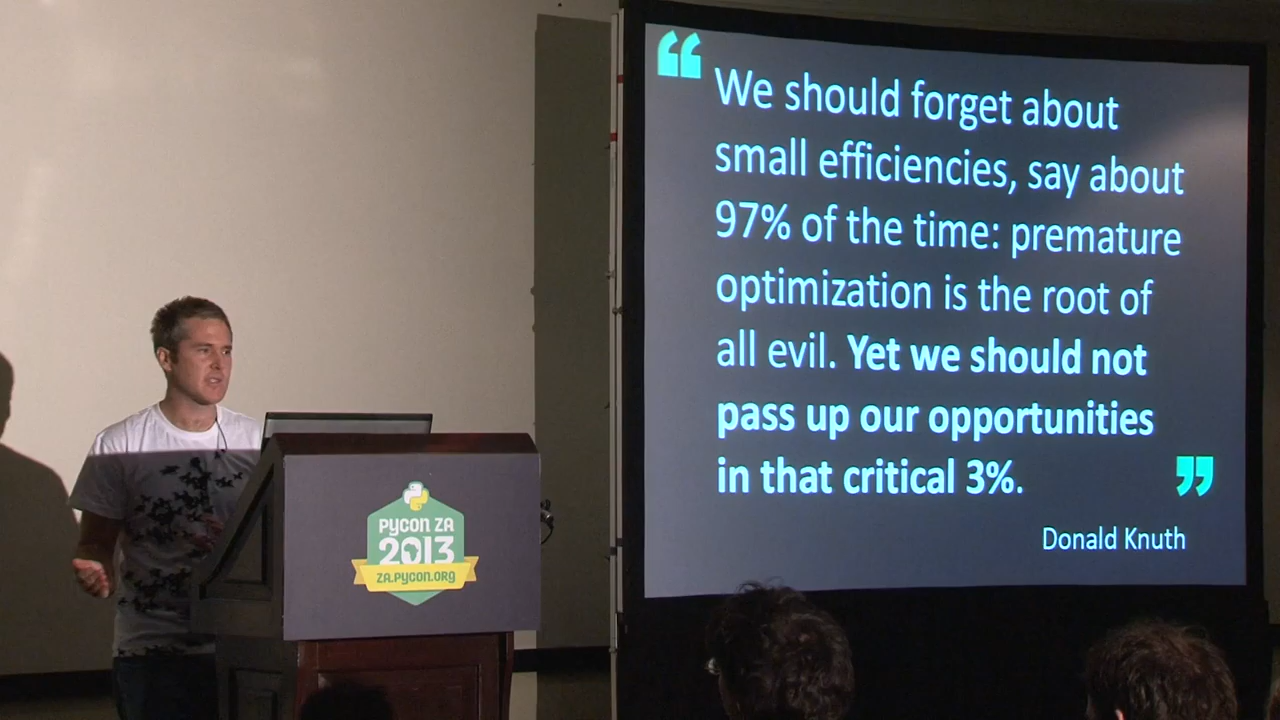 PYCON ZA
2013
ZA.PYCON.ORG
“
We should forget about
small efficiencies, say about
97% of the time: premature
optimization is the root of
all evil. Yet we should not
pass up our opportunities
in that critical 3%.
”
Donald Knuth